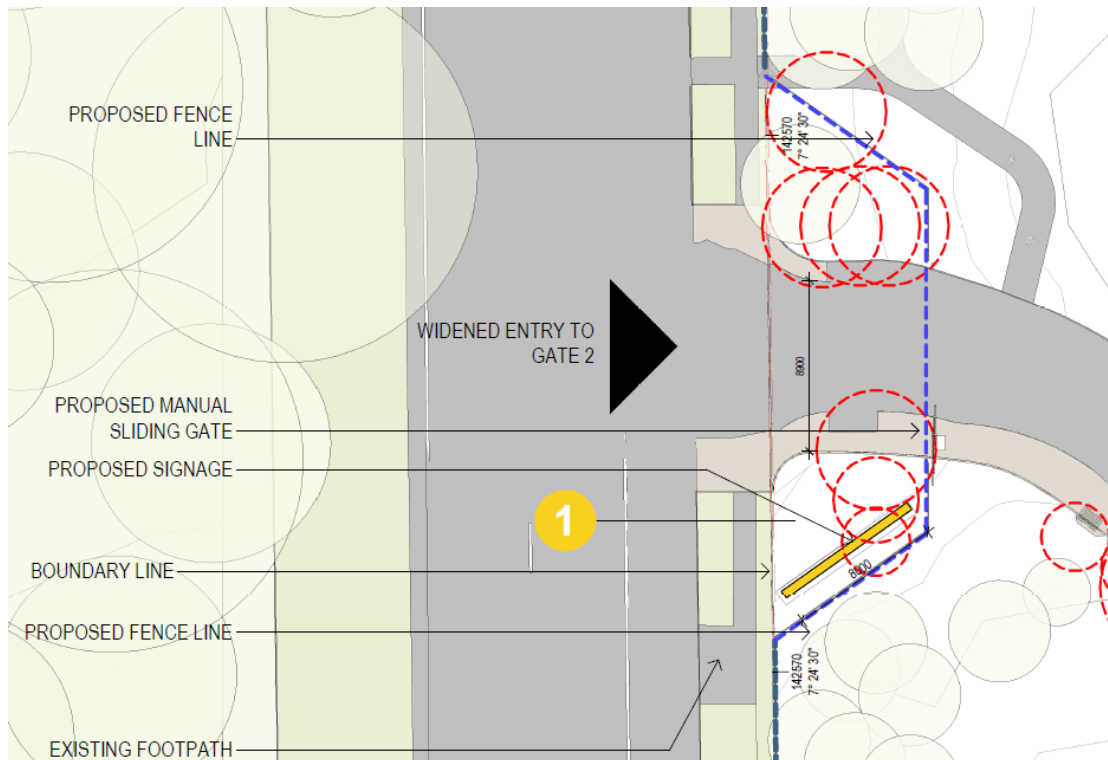 PROPOSED FENCE
LINE
142570
7° 24' 30"
WIDENED ENTRY TO
GATE 2
8900
PROPOSED MANUAL
SLIDING GATE
PROPOSED SIGNAGE
1
8000
BOUNDARY LINE
PROPOSED FENCE LINE
142570
7° 24' 30"
EXISTING FOOTPATH